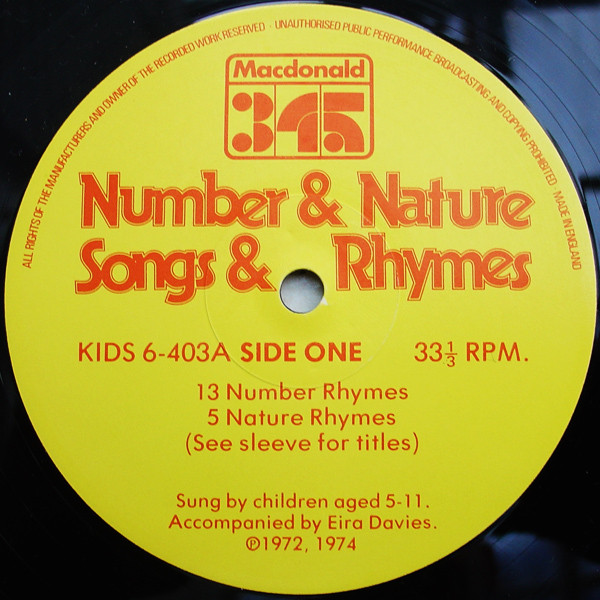 ALL RIGHTS OF THE MANUFACTURERS AND OWNER OF THE RECORDED WORK RESERVED · UNAUTHORISED PUBLIC PERFORMANCE BROADCASTING AND COPYING PROHIBITED · MADE IN ENGLAND
Macdonald
345
Number & Nature
Songs & Rhymes
KIDS 6-403A SIDE ONE 33⅓ RPM.
13 Number Rhymes
5 Nature Rhymes
(See sleeve for titles)
Sung by children aged 5-11.
Accompanied by Eira Davies.
℗1972, 1974